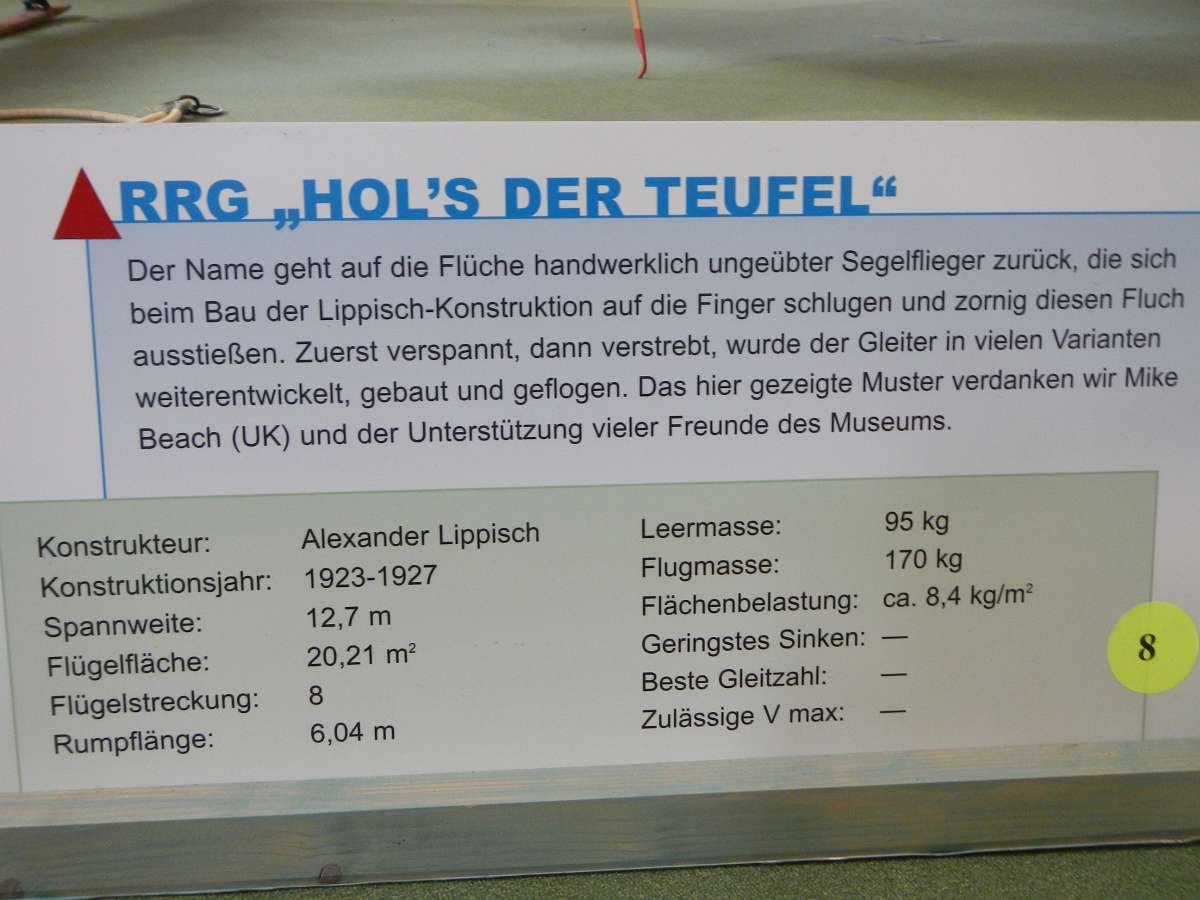 RRG „HOL’S DER TEUFEL“
Der Name geht auf die Flüche handwerklich ungeübter Segelflieger zurück, die sich
beim Bau der Lippisch-Konstruktion auf die Finger schlugen und zornig diesen Fluch
ausstießen. Zuerst verspannt, dann verstrebt, wurde der Gleiter in vielen Varianten
weiterentwickelt, gebaut und geflogen. Das hier gezeigte Muster verdanken wir Mike
Beach (UK) und der Unterstützung vieler Freunde des Museums.
Konstrukteur: Alexander Lippisch
Konstruktionsjahr: 1923-1927
Spannweite: 12,7 m
Flügelfläche: 20,21 m²
Flügelstreckung: 8
Rumpflänge: 6,04 m
Leermasse: 95 kg
Flugmasse: 170 kg
Flächenbelastung: ca. 8,4 kg/m²
Geringstes Sinken: —
Beste Gleitzahl: —
Zulässige V max: —
8